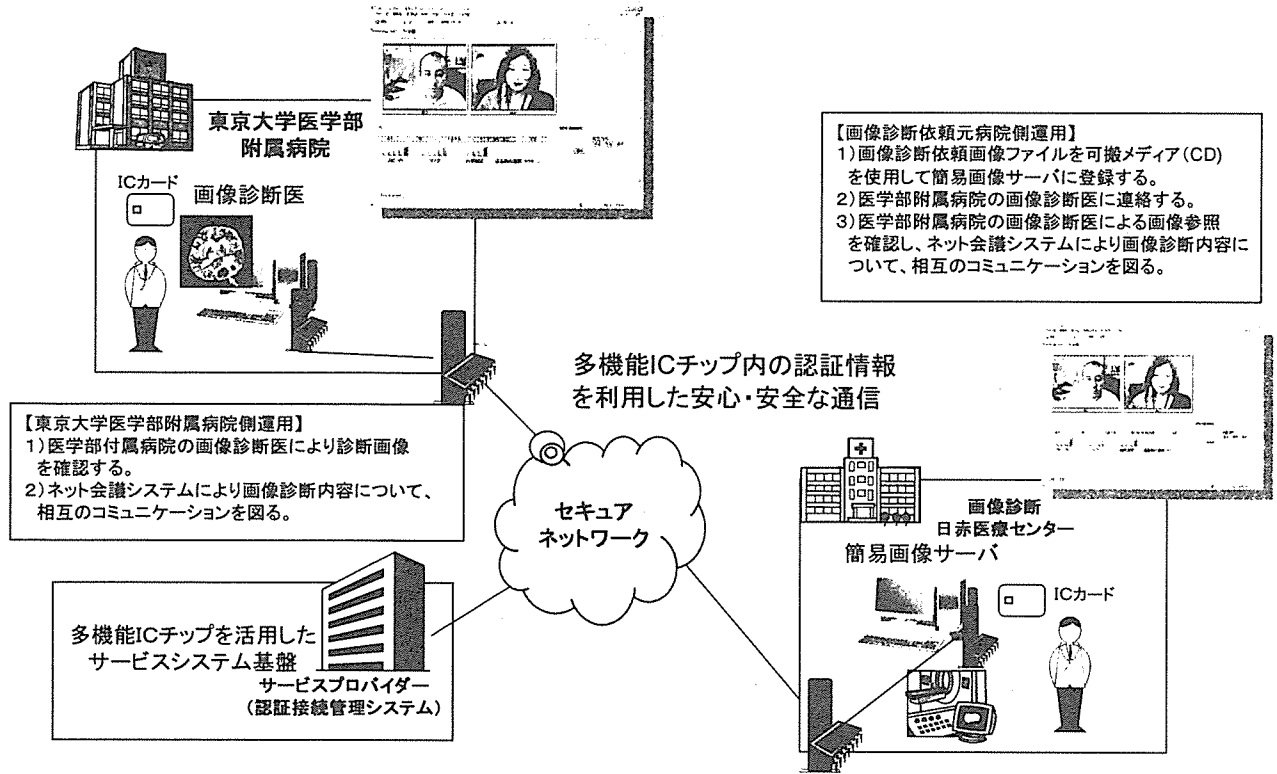 東京大学医学部
附属病院
ICカード
画像診断医
【画像診断依頼元病院側運用】
1)画像診断依頼画像ファイルを可搬メディア(CD)
を使用して簡易画像サーバに登録する。
2)医学部附属病院の画像診断医に連絡する。
3)医学部附属病院の画像診断医による画像参照
を確認し、ネット会議システムにより画像診断内容に
ついて、相互のコミュニケーションを図る。
多機能ICチップ内の認証情報
を利用した安心・安全な通信
【東京大学医学部附属病院側運用】
1)医学部付属病院の画像診断医により診断画像
を確認する。
2)ネット会議システムにより画像診断内容について、
相互のコミュニケーションを図る。
セキュア
ネットワーク
画像診断
日赤医療センター
簡易画像サーバ
ICカード
多機能ICチップを活用した
サービスシステム基盤
サービスプロバイダー
(認証接続管理システム)